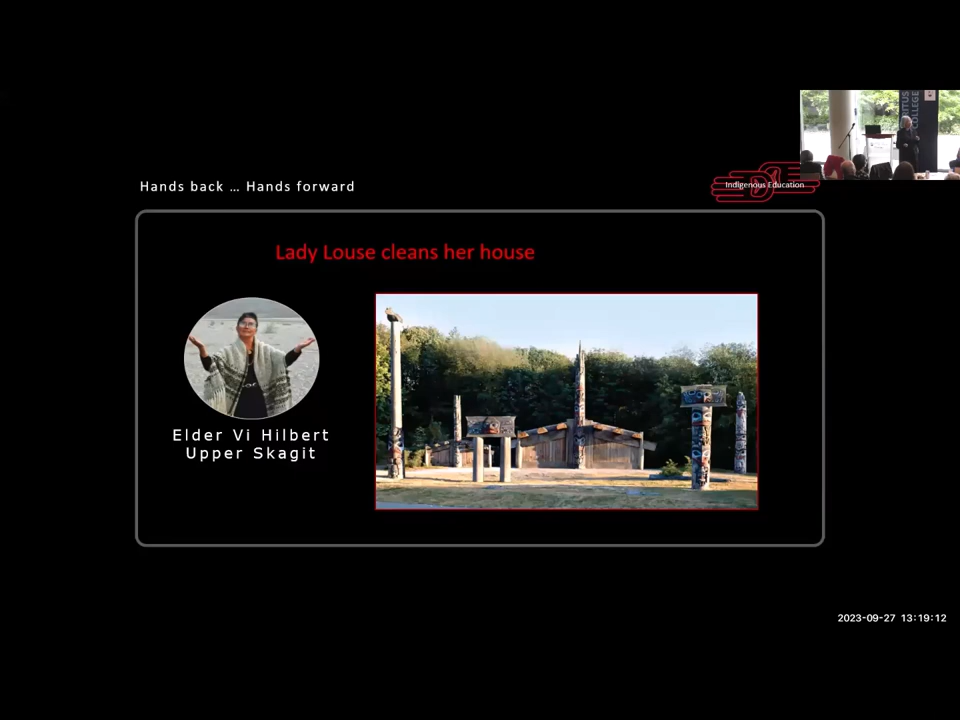 Hands back … Hands forward
Indigenous Education
Lady Louse cleans her house
Elder Vi Hilbert
Upper Skagit
COLLEGE
2023-09-27 13:19:12